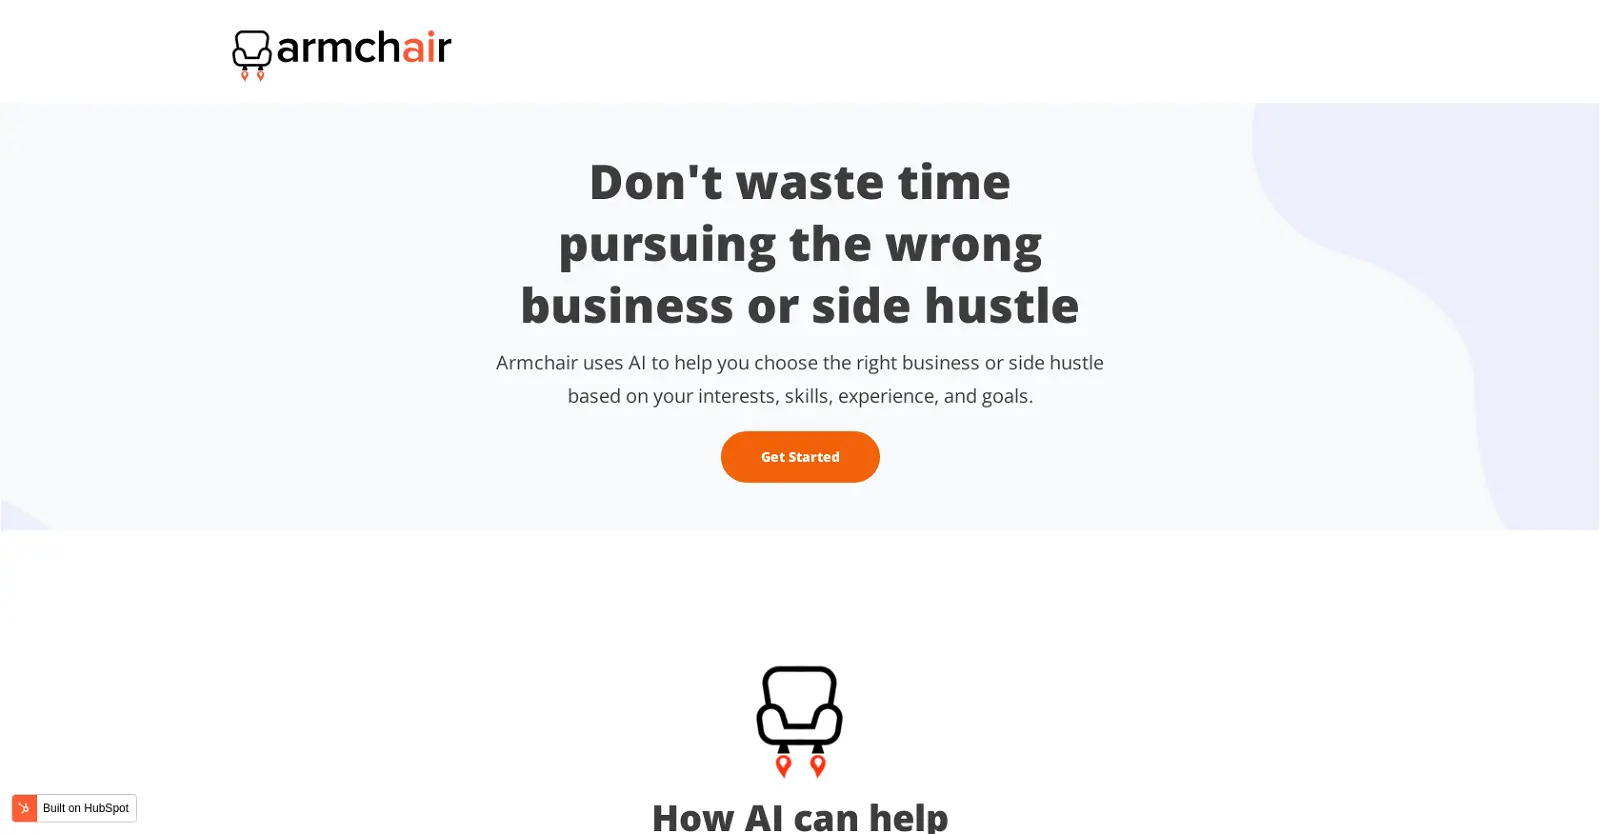 armchair
Don't waste time
pursuing the wrong
business or side hustle
Armchair uses AI to help you choose the right business or side hustle
based on your interests, skills, experience, and goals.
Get Started
How AI can help
Built on HubSpot